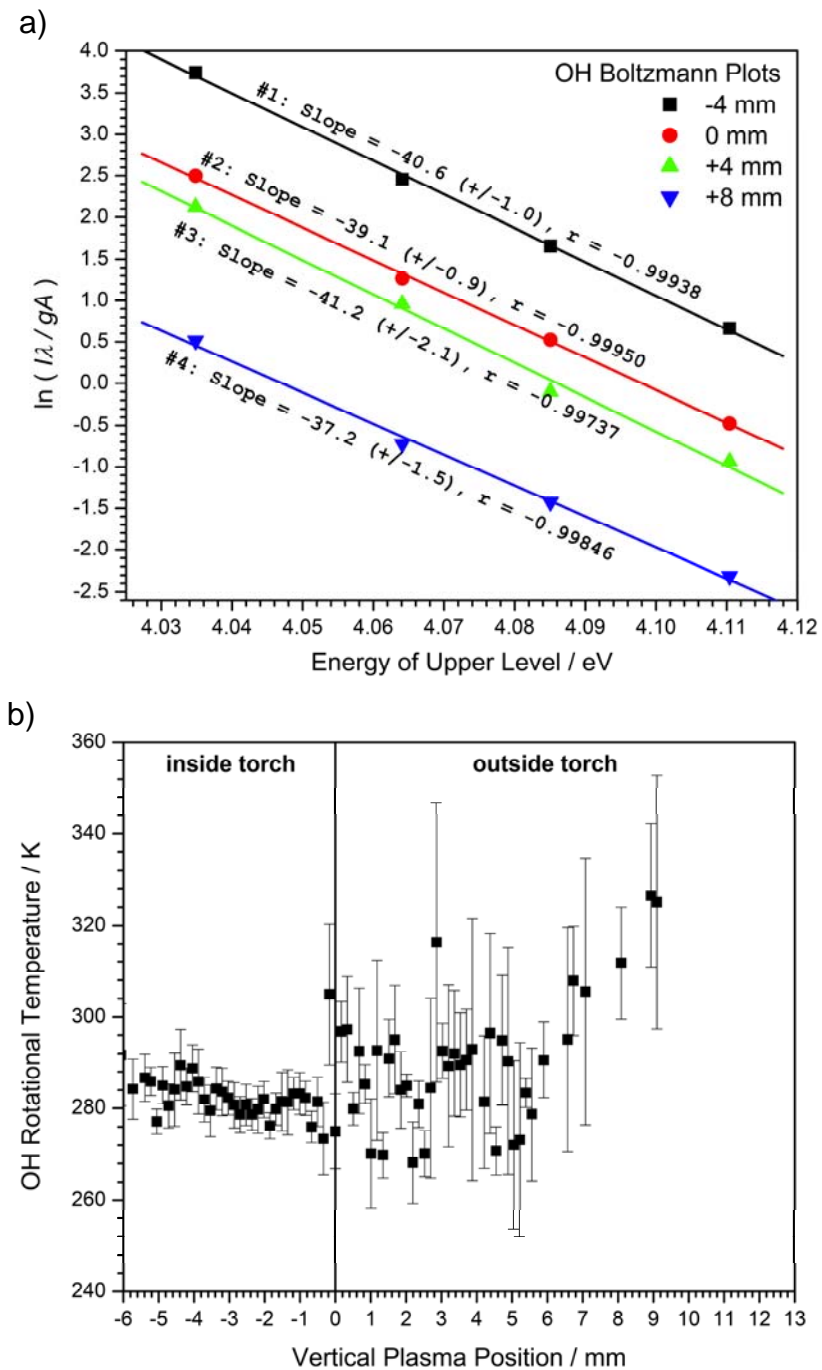 a)
OH Boltzmann Plots
-4 mm
0 mm
+4 mm
+8 mm
#1: Slope = -40.6 (+/-1.0), r = -0.99938
#2: Slope = -39.1 (+/-0.9), r = -0.99950
#3: Slope = -41.2 (+/-2.1), r = -0.99737
#4: Slope = -37.2 (+/-1.5), r = -0.99846
ln ( Iλ / gA )
4.0
3.5
3.0
2.5
2.0
1.5
1.0
0.5
0.0
-0.5
-1.0
-1.5
-2.0
-2.5
4.03 4.04 4.05 4.06 4.07 4.08 4.09 4.10 4.11 4.12
Energy of Upper Level / eV
b)
inside torch outside torch
OH Rotational Temperature / K
360
340
320
300
280
260
240
-6 -5 -4 -3 -2 -1 0 1 2 3 4 5 6 7 8 9 10 11 12 13
Vertical Plasma Position / mm